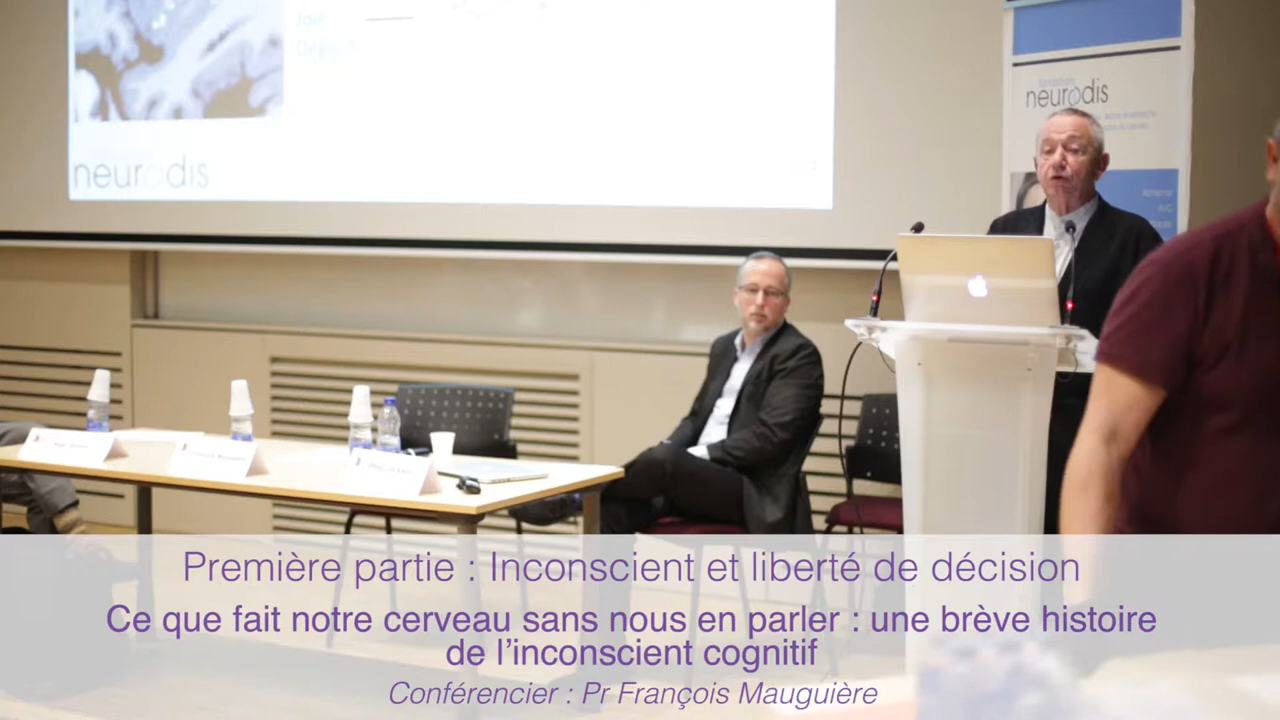 Joie
neurodis
neurodis
Première partie : Inconscient et liberté de décision
Ce que fait notre cerveau sans nous en parler : une brève histoire
de l'inconscient cognitif
Conférencier : Pr François Mauguière